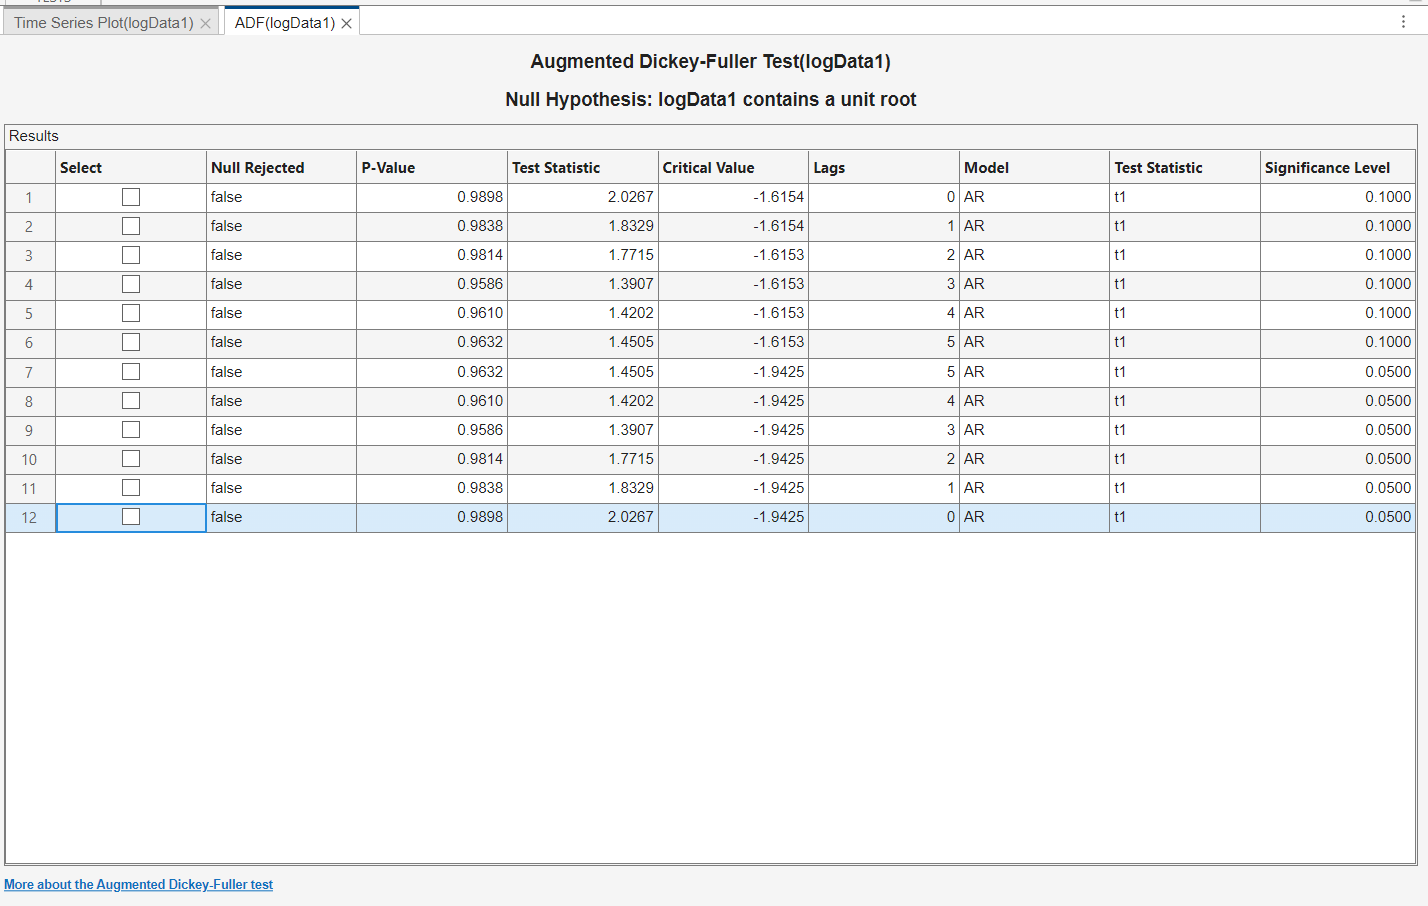 Time Series Plot(logData1) ADF(logData1)
Augmented Dickey-Fuller Test(logData1)
Null Hypothesis: logData1 contains a unit root
Results
Select Null Rejected P-Value Test Statistic Critical Value Lags Model Test Statistic Significance Level
1 false 0.9898 2.0267 -1.6154 0 AR t1 0.1000
2 false 0.9838 1.8329 -1.6154 1 AR t1 0.1000
3 false 0.9814 1.7715 -1.6153 2 AR t1 0.1000
4 false 0.9586 1.3907 -1.6153 3 AR t1 0.1000
5 false 0.9610 1.4202 -1.6153 4 AR t1 0.1000
6 false 0.9632 1.4505 -1.6153 5 AR t1 0.1000
7 false 0.9632 1.4505 -1.9425 5 AR t1 0.0500
8 false 0.9610 1.4202 -1.9425 4 AR t1 0.0500
9 false 0.9586 1.3907 -1.9425 3 AR t1 0.0500
10 false 0.9814 1.7715 -1.9425 2 AR t1 0.0500
11 false 0.9838 1.8329 -1.9425 1 AR t1 0.0500
12 false 0.9898 2.0267 -1.9425 0 AR t1 0.0500
More about the Augmented Dickey-Fuller test